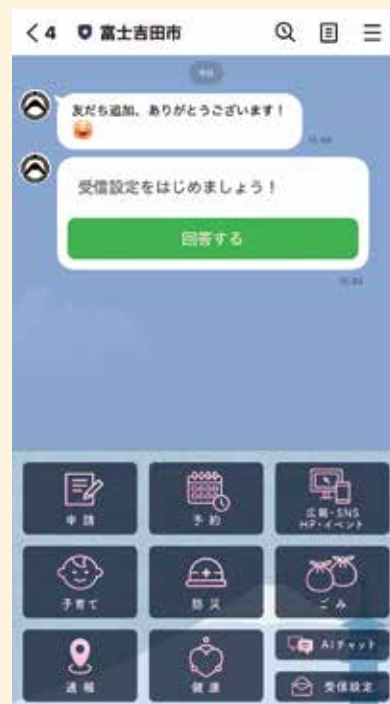 4 富士吉田市
今日
友だち追加、ありがとうございます！
受信設定をはじめましょう！
回答する
申請
予約
広報・SNS
HP・イベント
子育て
防災
ごみ
通報
健康
AIチャット
受信設定